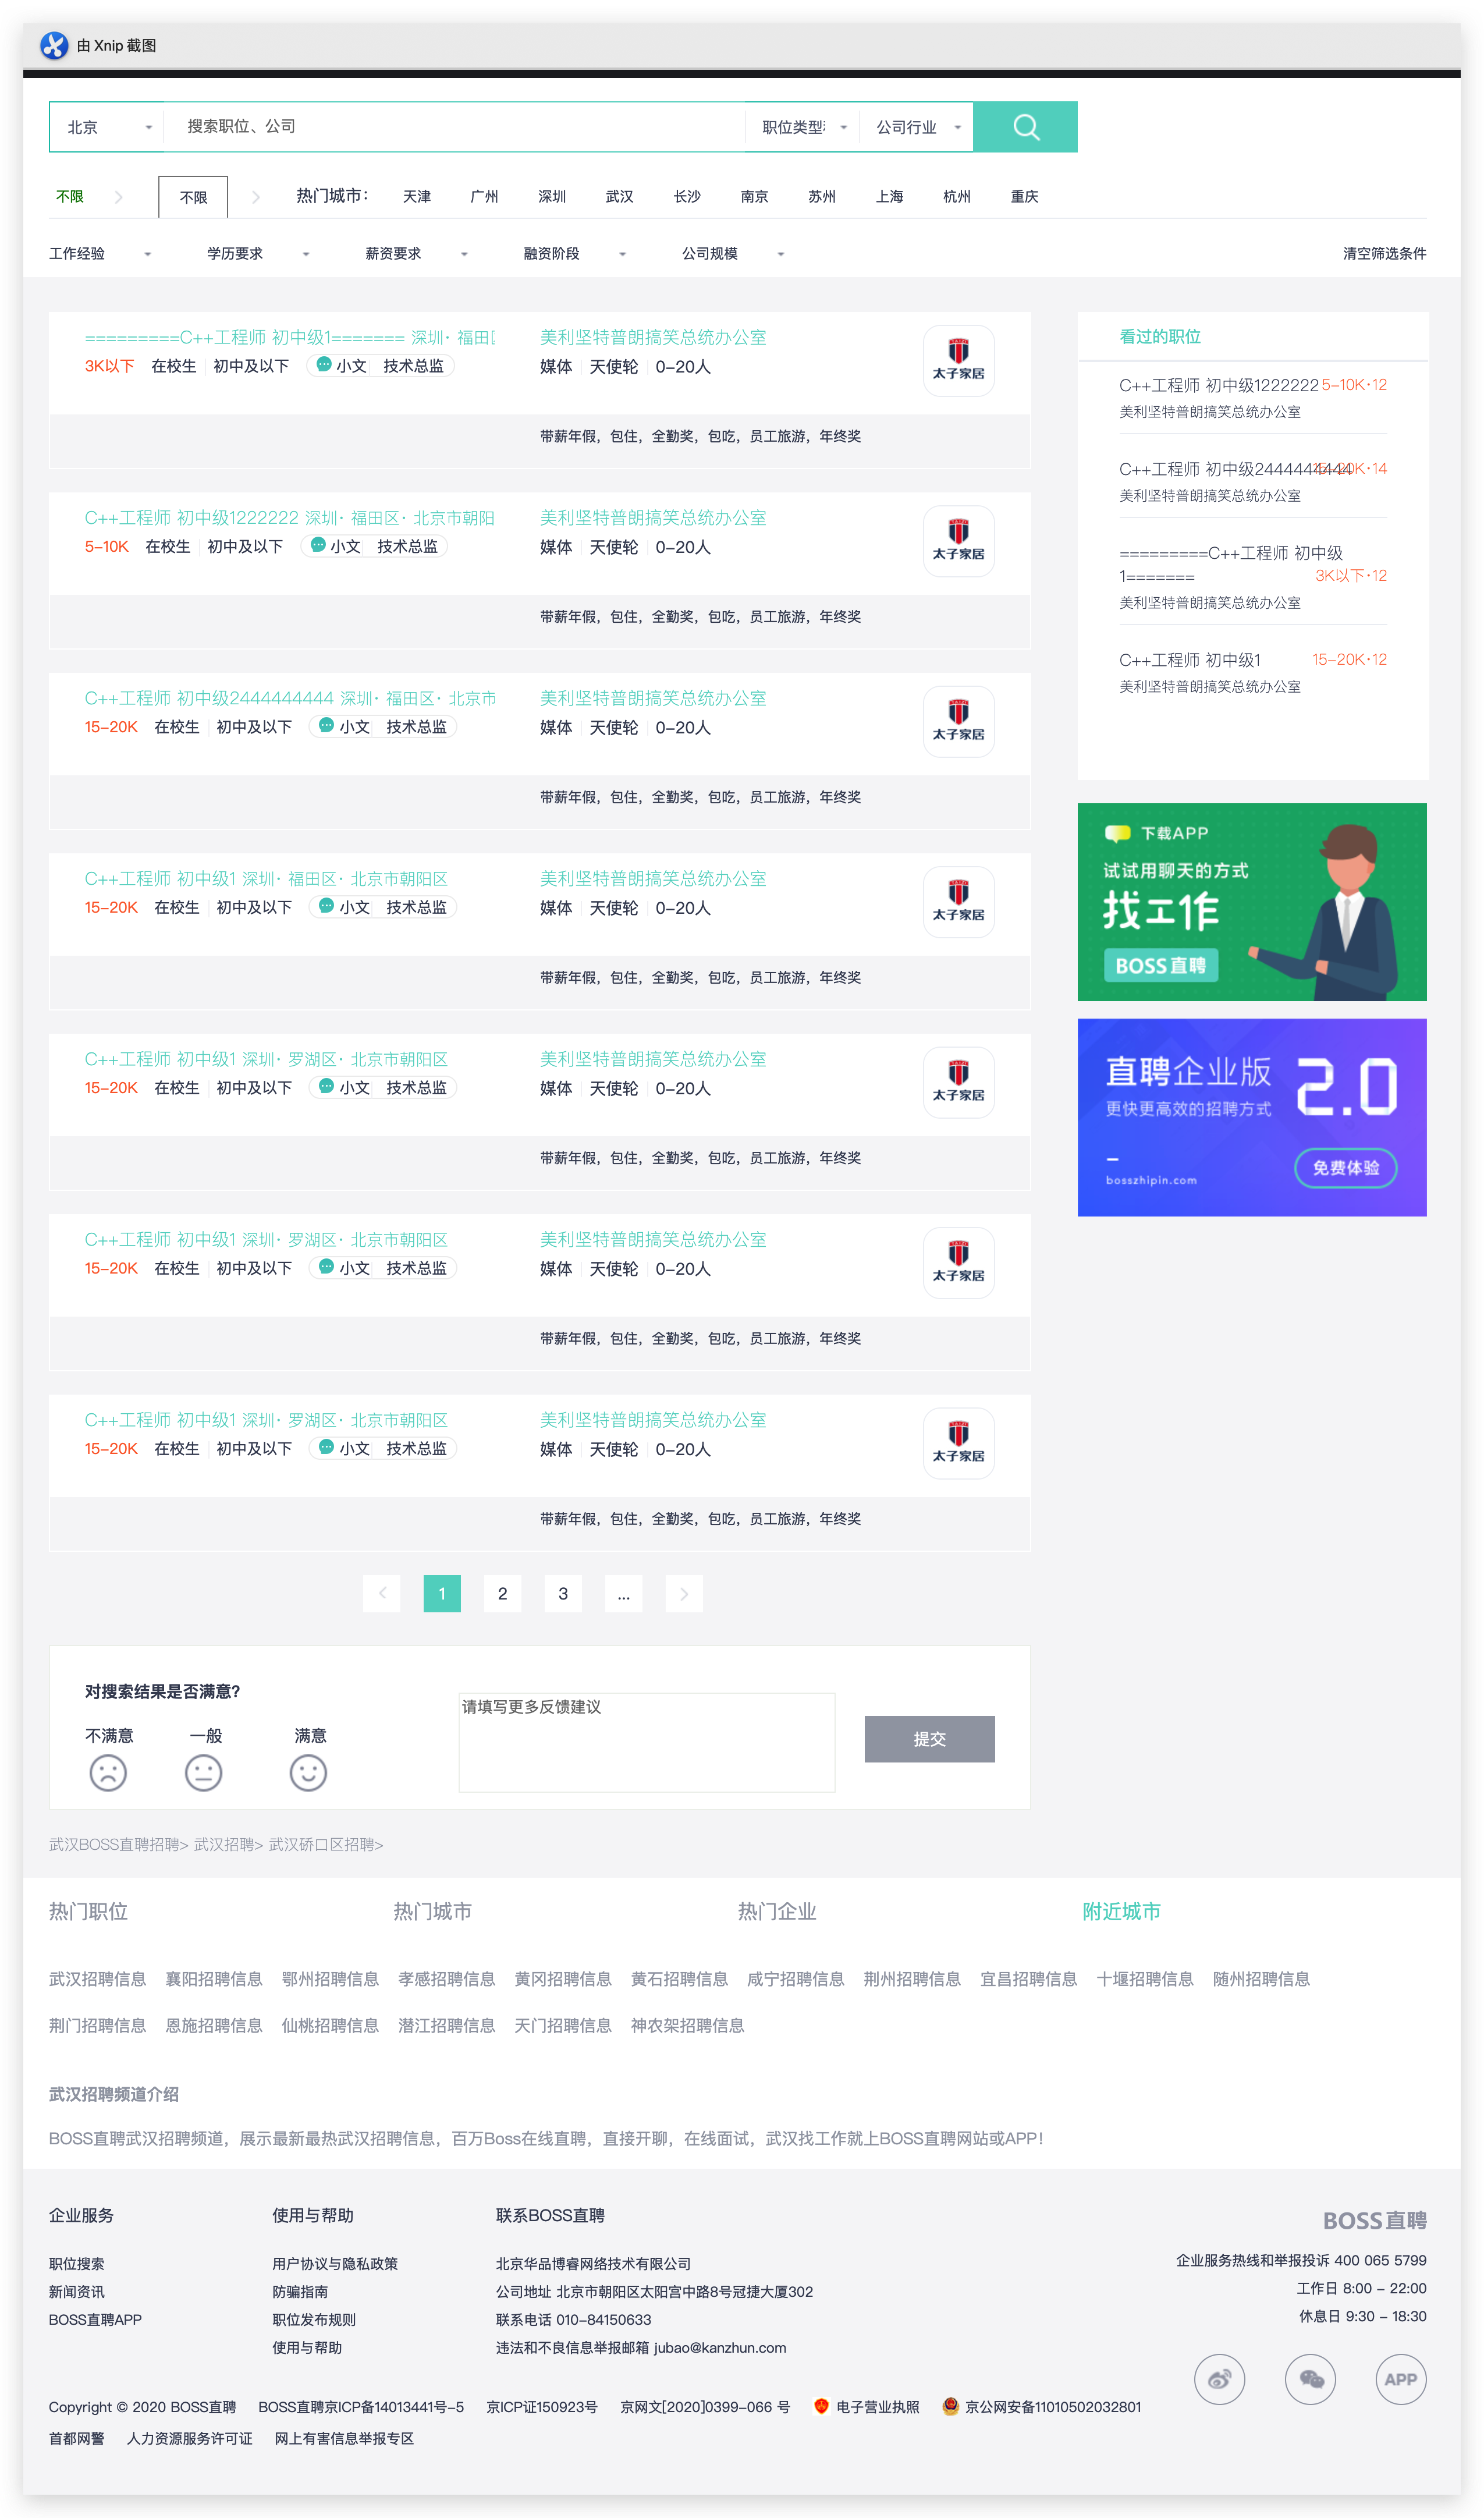 由 Xnip 截图
北京 搜索职位、公司 职位类型 公司行业
不限 不限 热门城市： 天津 广州 深圳 武汉 长沙 南京 苏州 上海 杭州 重庆
工作经验 学历要求 薪资要求 融资阶段 公司规模 清空筛选条件
=========C++工程师 初中级1======= 深圳· 福田
3K以下 在校生 初中及以下 小文 技术总监
美利坚特普朗搞笑总统办公室
媒体 天使轮 0-20人
太子家居
带薪年假，包住，全勤奖，包吃，员工旅游，年终奖
C++工程师 初中级1222222 深圳· 福田区· 北京市朝阳
5-10K 在校生 初中及以下 小文 技术总监
美利坚特普朗搞笑总统办公室
媒体 天使轮 0-20人
太子家居
带薪年假，包住，全勤奖，包吃，员工旅游，年终奖
C++工程师 初中级2444444444 深圳· 福田区· 北京市
15-20K 在校生 初中及以下 小文 技术总监
美利坚特普朗搞笑总统办公室
媒体 天使轮 0-20人
太子家居
带薪年假，包住，全勤奖，包吃，员工旅游，年终奖
C++工程师 初中级1 深圳· 福田区· 北京市朝阳区
15-20K 在校生 初中及以下 小文 技术总监
美利坚特普朗搞笑总统办公室
媒体 天使轮 0-20人
太子家居
带薪年假，包住，全勤奖，包吃，员工旅游，年终奖
C++工程师 初中级1 深圳· 罗湖区· 北京市朝阳区
15-20K 在校生 初中及以下 小文 技术总监
美利坚特普朗搞笑总统办公室
媒体 天使轮 0-20人
太子家居
带薪年假，包住，全勤奖，包吃，员工旅游，年终奖
C++工程师 初中级1 深圳· 罗湖区· 北京市朝阳区
15-20K 在校生 初中及以下 小文 技术总监
美利坚特普朗搞笑总统办公室
媒体 天使轮 0-20人
太子家居
带薪年假，包住，全勤奖，包吃，员工旅游，年终奖
C++工程师 初中级1 深圳· 罗湖区· 北京市朝阳区
15-20K 在校生 初中及以下 小文 技术总监
美利坚特普朗搞笑总统办公室
媒体 天使轮 0-20人
太子家居
带薪年假，包住，全勤奖，包吃，员工旅游，年终奖
< 1 2 3 ... >
看过的职位
C++工程师 初中级1222222 5-10K·12
美利坚特普朗搞笑总统办公室
C++工程师 初中级2444444444 15-20K·14
美利坚特普朗搞笑总统办公室
=========C++工程师 初中级
1======= 3K以下·12
美利坚特普朗搞笑总统办公室
C++工程师 初中级1 15-20K·12
美利坚特普朗搞笑总统办公室
下载APP
试试用聊天的方式
找工作
BOSS直聘
直聘企业版 2.0
更快更高效的招聘方式
bosszhipin.com
免费体验
对搜索结果是否满意?
不满意 一般 满意
请填写更多反馈建议
提交
武汉BOSS直聘招聘> 武汉招聘> 武汉硚口区招聘>
热门职位 热门城市 热门企业 附近城市
武汉招聘信息 襄阳招聘信息 鄂州招聘信息 孝感招聘信息 黄冈招聘信息 黄石招聘信息 咸宁招聘信息 荆州招聘信息 宜昌招聘信息 十堰招聘信息 随州招聘信息
荆门招聘信息 恩施招聘信息 仙桃招聘信息 潜江招聘信息 天门招聘信息 神农架招聘信息
武汉招聘频道介绍
BOSS直聘武汉招聘频道，展示最新最热武汉招聘信息，百万Boss在线直聘，直接开聊，在线面试，武汉找工作就上BOSS直聘网站或APP！
企业服务
职位搜索
新闻资讯
BOSS直聘APP
使用与帮助
用户协议与隐私政策
防骗指南
职位发布规则
使用与帮助
联系BOSS直聘
北京华品博睿网络技术有限公司
公司地址 北京市朝阳区太阳宫中路8号冠捷大厦302
联系电话 010-84150633
违法和不良信息举报邮箱 jubao@kanzhun.com
BOSS直聘
企业服务热线和举报投诉 400 065 5799
工作日 8:00 - 22:00
休息日 9:30 - 18:30
APP
Copyright © 2020 BOSS直聘 BOSS直聘京ICP备14013441号-5 京ICP证150923号 京网文[2020]0399-066 号 电子营业执照 京公网安备11010502032801
首都网警 人力资源服务许可证 网上有害信息举报专区